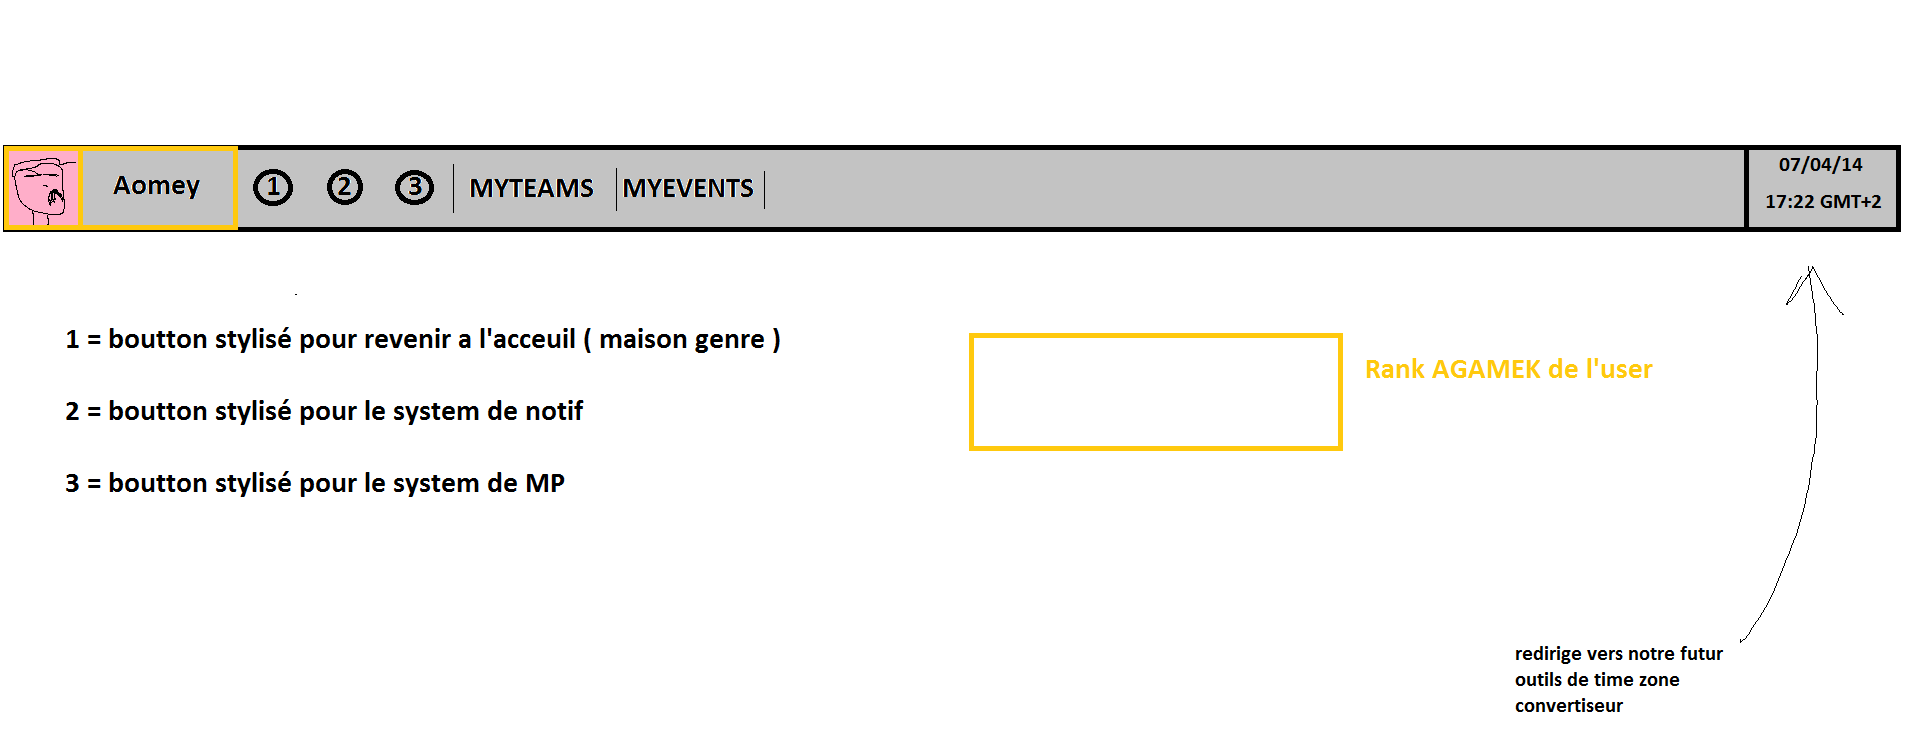 Aomey
1
2
3
MYTEAMS
MYEVENTS
07/04/14
17:22 GMT+2
1 = boutton stylisé pour revenir a l'acceuil ( maison genre )
2 = boutton stylisé pour le system de notif
3 = boutton stylisé pour le system de MP
Rank AGAMEK de l'user
redirige vers notre futur
outils de time zone
convertiseur